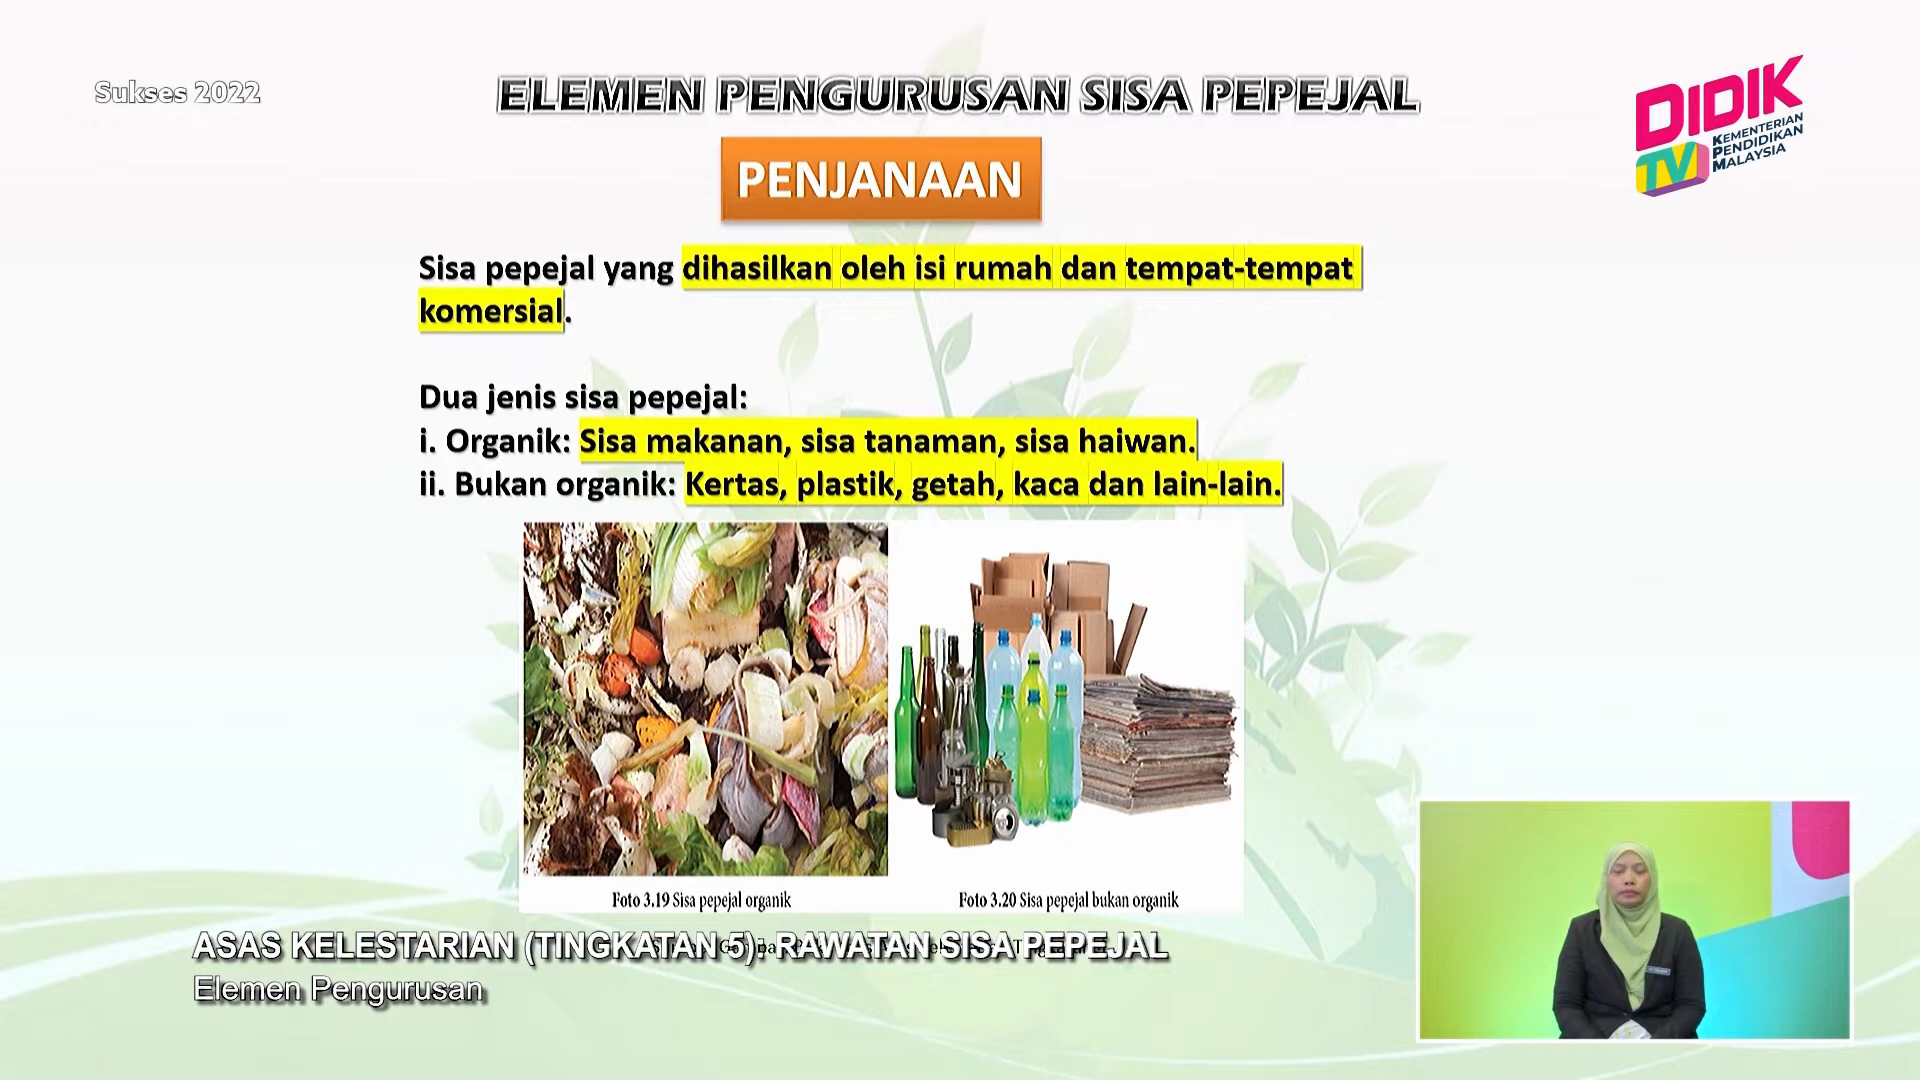 Sukses 2022
ELEMEN PENGURUSAN SISA PEPEJAL
DIDIK
TV
KEMENTERIAN
PENDIDIKAN
MALAYSIA
PENJANAAN
Sisa pepejal yang dihasilkan oleh isi rumah dan tempat-tempat
komersial.
Dua jenis sisa pepejal:
i. Organik: Sisa makanan, sisa tanaman, sisa haiwan.
ii. Bukan organik: Kertas, plastik, getah, kaca dan lain-lain.
Foto 3.19 Sisa pepejal organik
Foto 3.20 Sisa pepejal bukan organik
ASAS KELESTARIAN (TINGKATAN 5): RAWATAN SISA PEPEJAL
Elemen Pengurusan